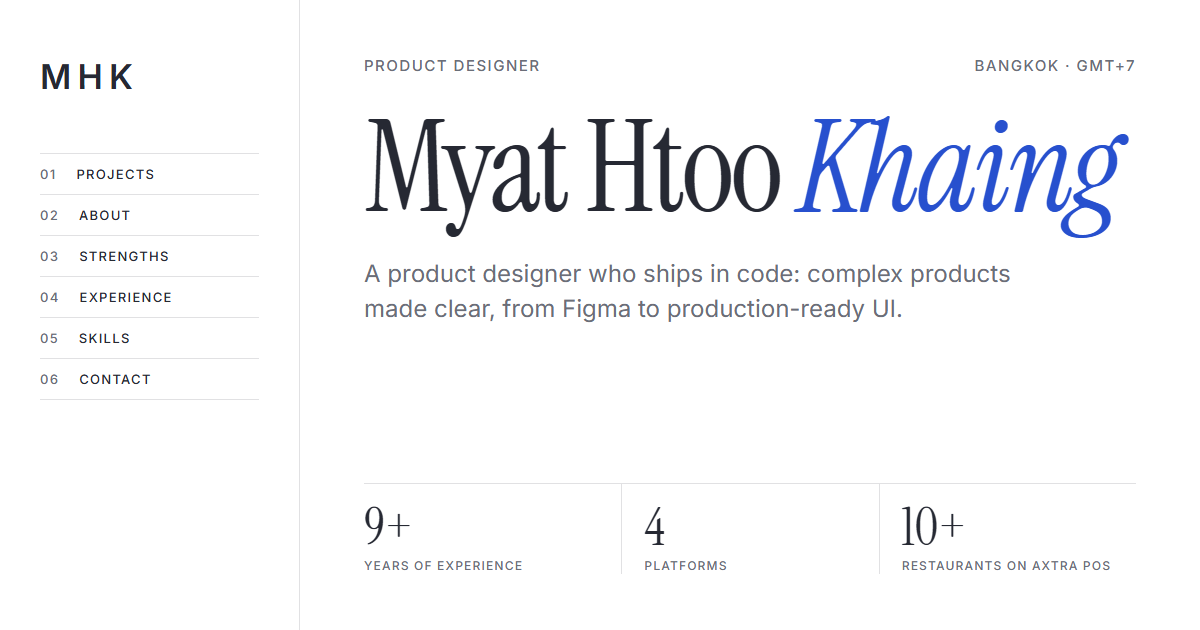 MHK
01 PROJECTS
02 ABOUT
03 STRENGTHS
04 EXPERIENCE
05 SKILLS
06 CONTACT
PRODUCT DESIGNER
BANGKOK · GMT+7
Myat Htoo Khaing
A product designer who ships in code: complex products
made clear, from Figma to production-ready UI.
9+
YEARS OF EXPERIENCE
4
PLATFORMS
10+
RESTAURANTS ON AXTRA POS